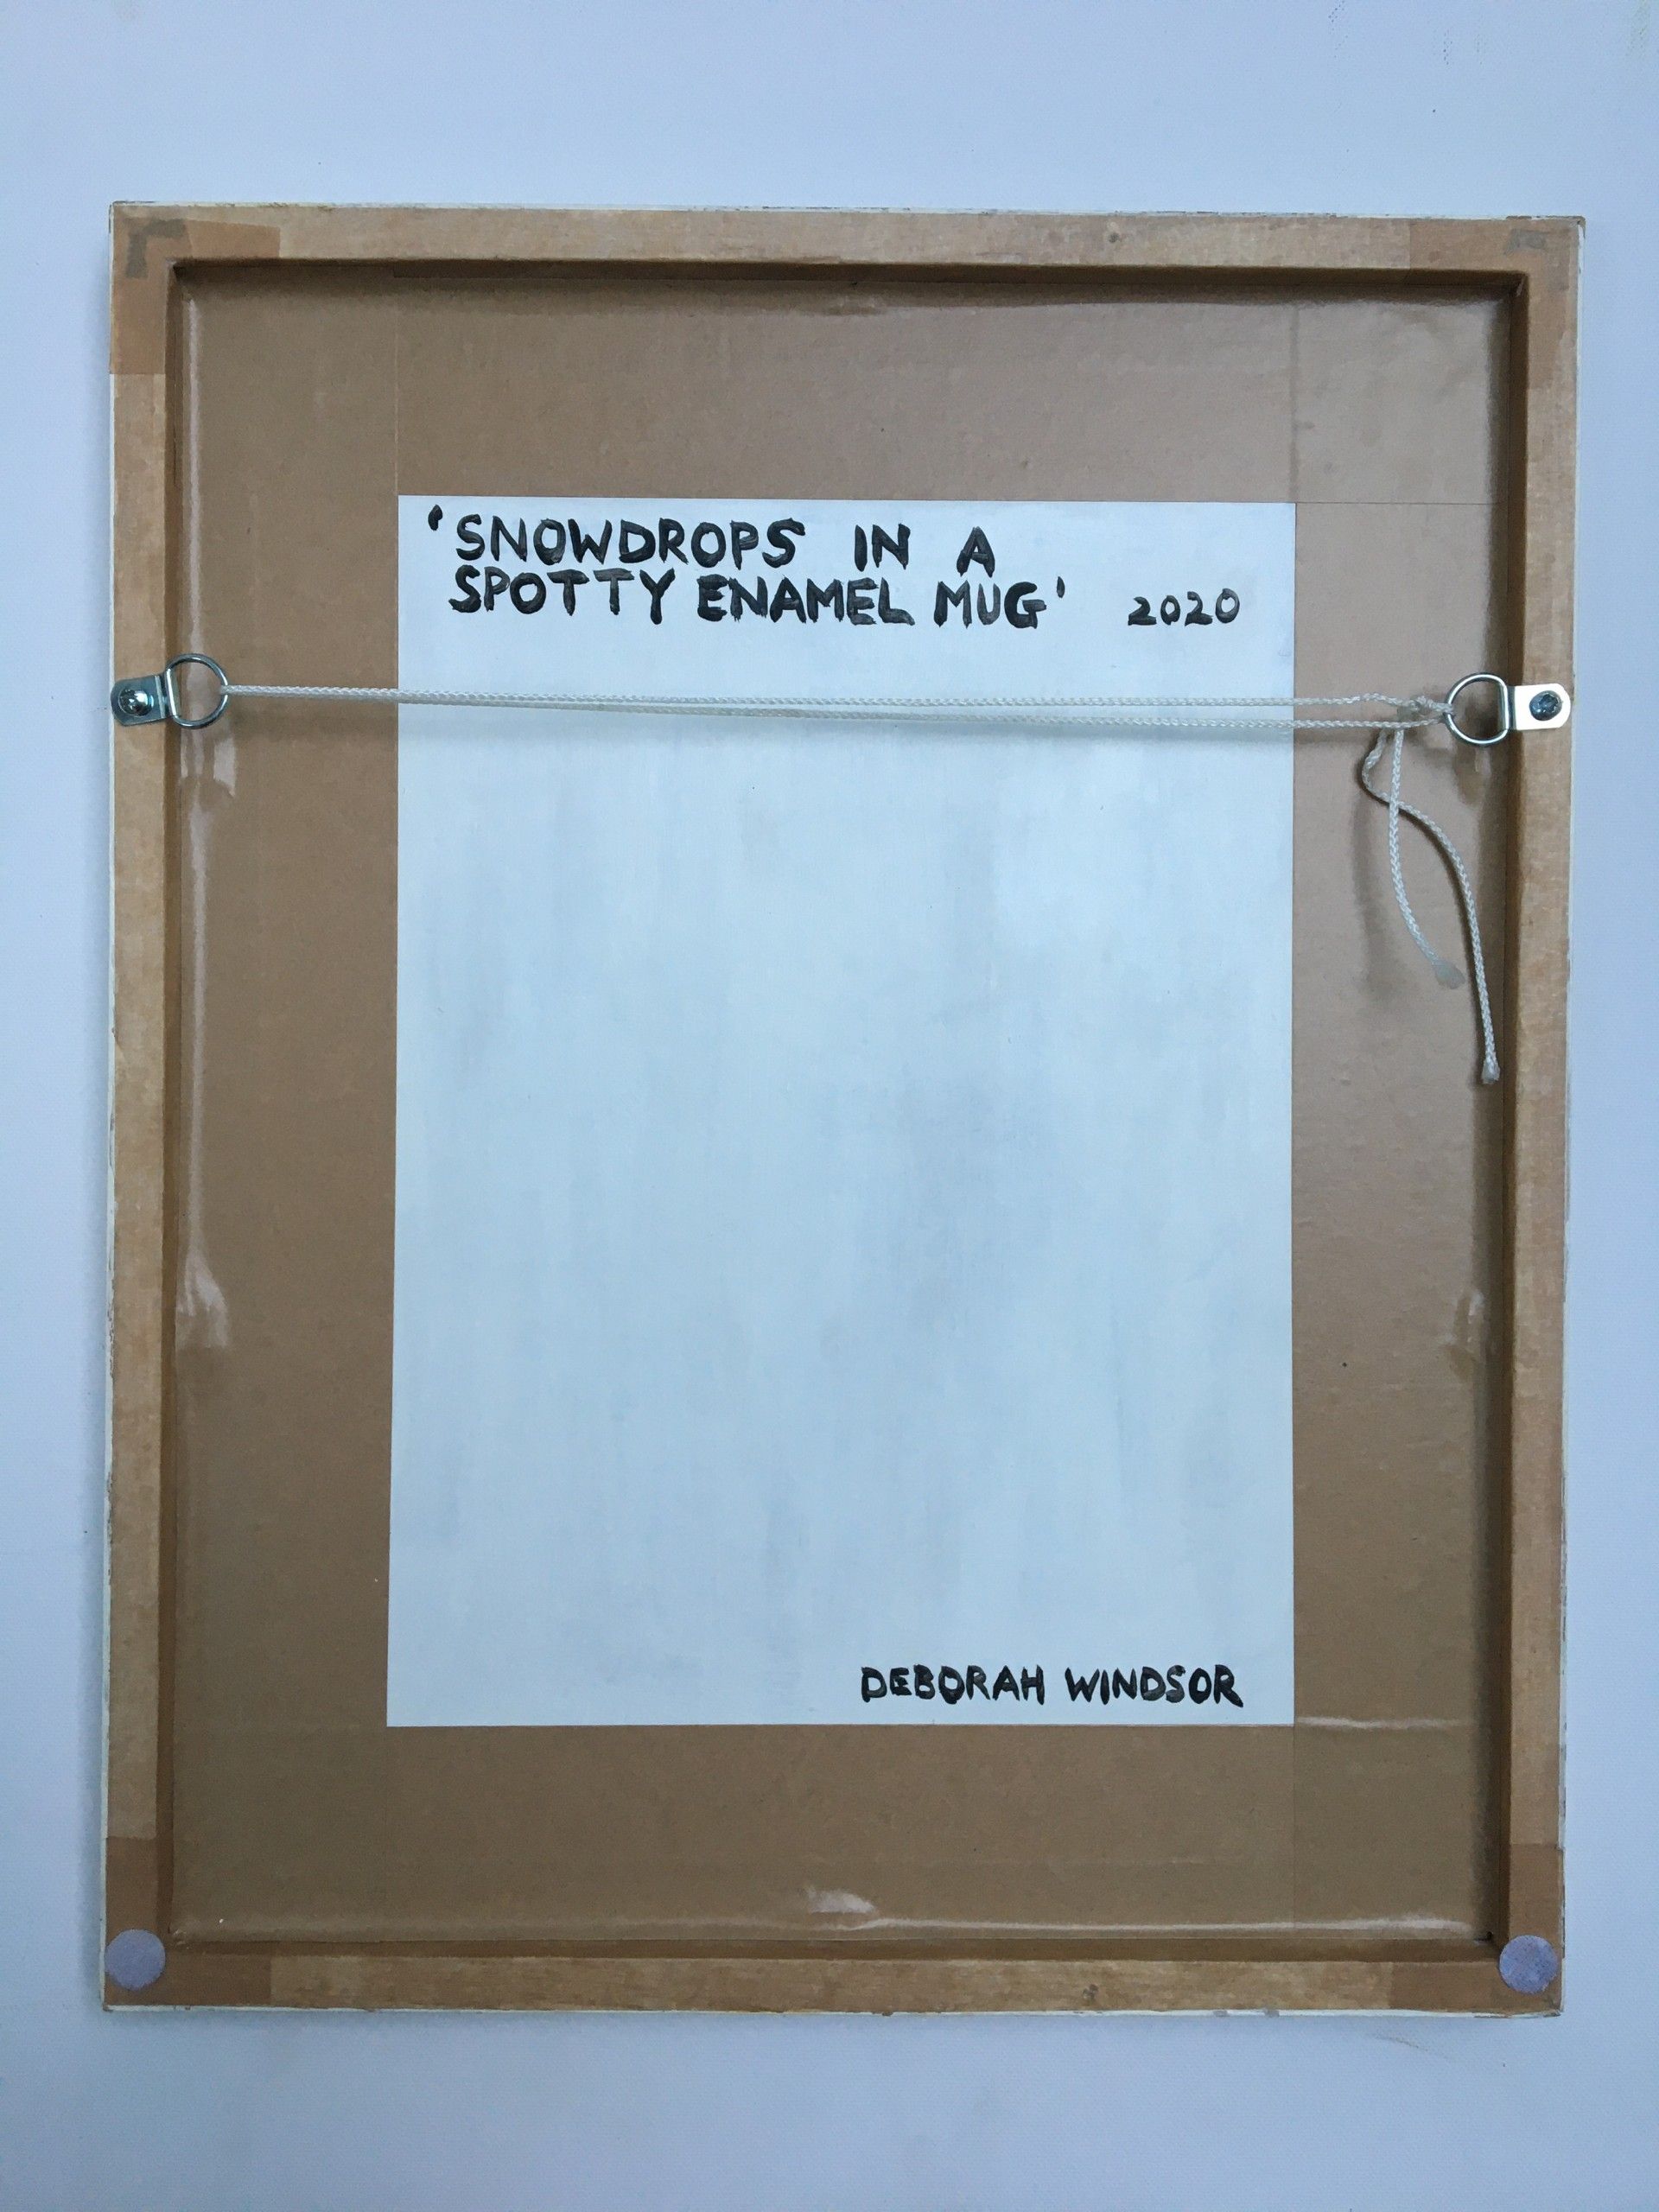 'SNOWDROPS IN A
SPOTTY ENAMEL MUG' 2020
DEBORAH WINDSOR